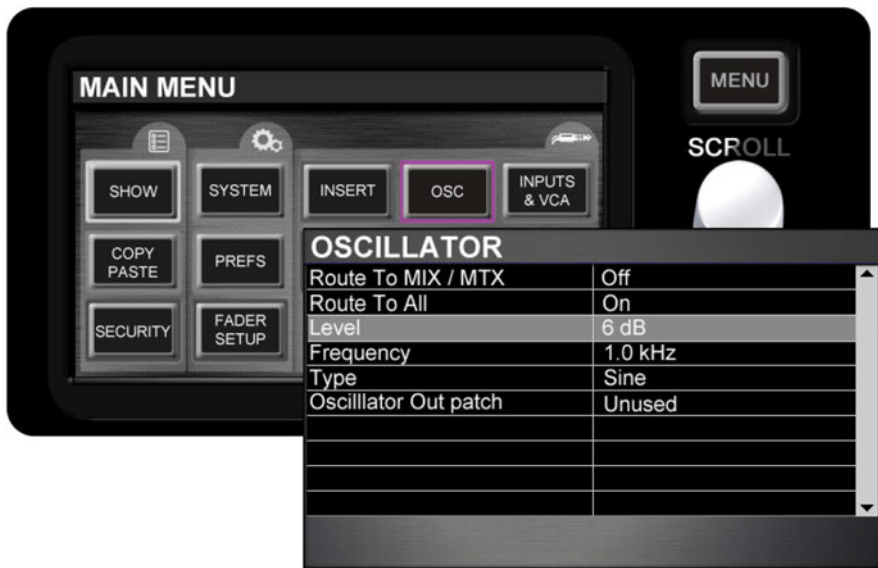 MAIN MENU
MENU
SCROLL
SHOW
SYSTEM
INSERT
OSC
INPUTS
& VCA
COPY
PASTE
PREFS
SECURITY
FADER
SETUP
OSCILLATOR
Route To MIX / MTX Off
Route To All On
Level 6 dB
Frequency 1.0 kHz
Type Sine
Oscilllator Out patch Unused